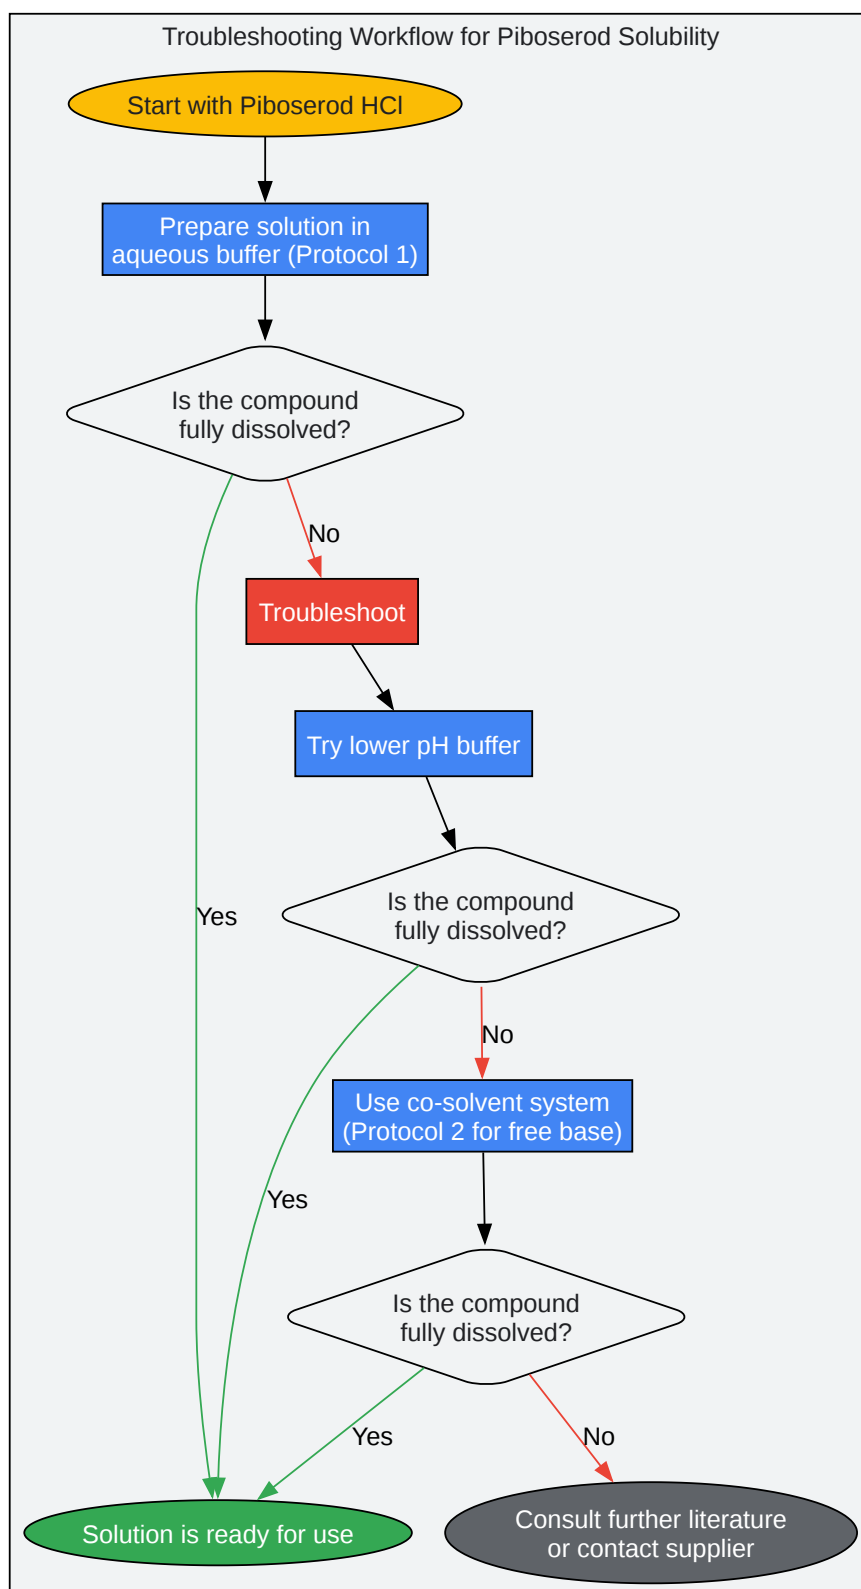 Troubleshooting Workflow for Piboserod Solubility
Start with Piboserod HCl
Prepare solution in
aqueous buffer (Protocol 1)
Is the compound
fully dissolved?
No
Troubleshoot
Try lower pH buffer
Is the compound
fully dissolved?
Yes
No
Use co-solvent system
(Protocol 2 for free base)
Yes
Is the compound
fully dissolved?
Yes
No
Solution is ready for use
Consult further literature
or contact supplier